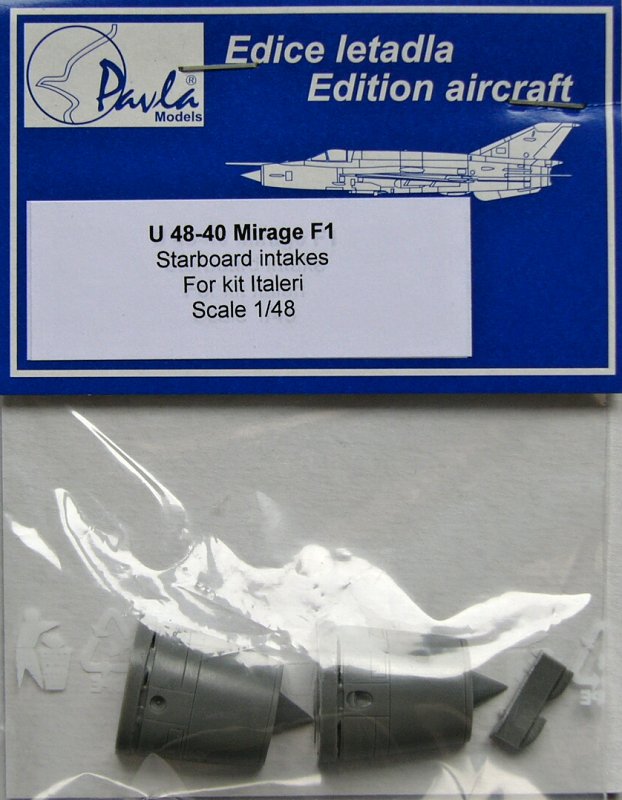 Edice letadla
Edition aircraft
Pavla®
Models
U 48-40 Mirage F1
Starboard intakes
For kit Italeri
Scale 1/48